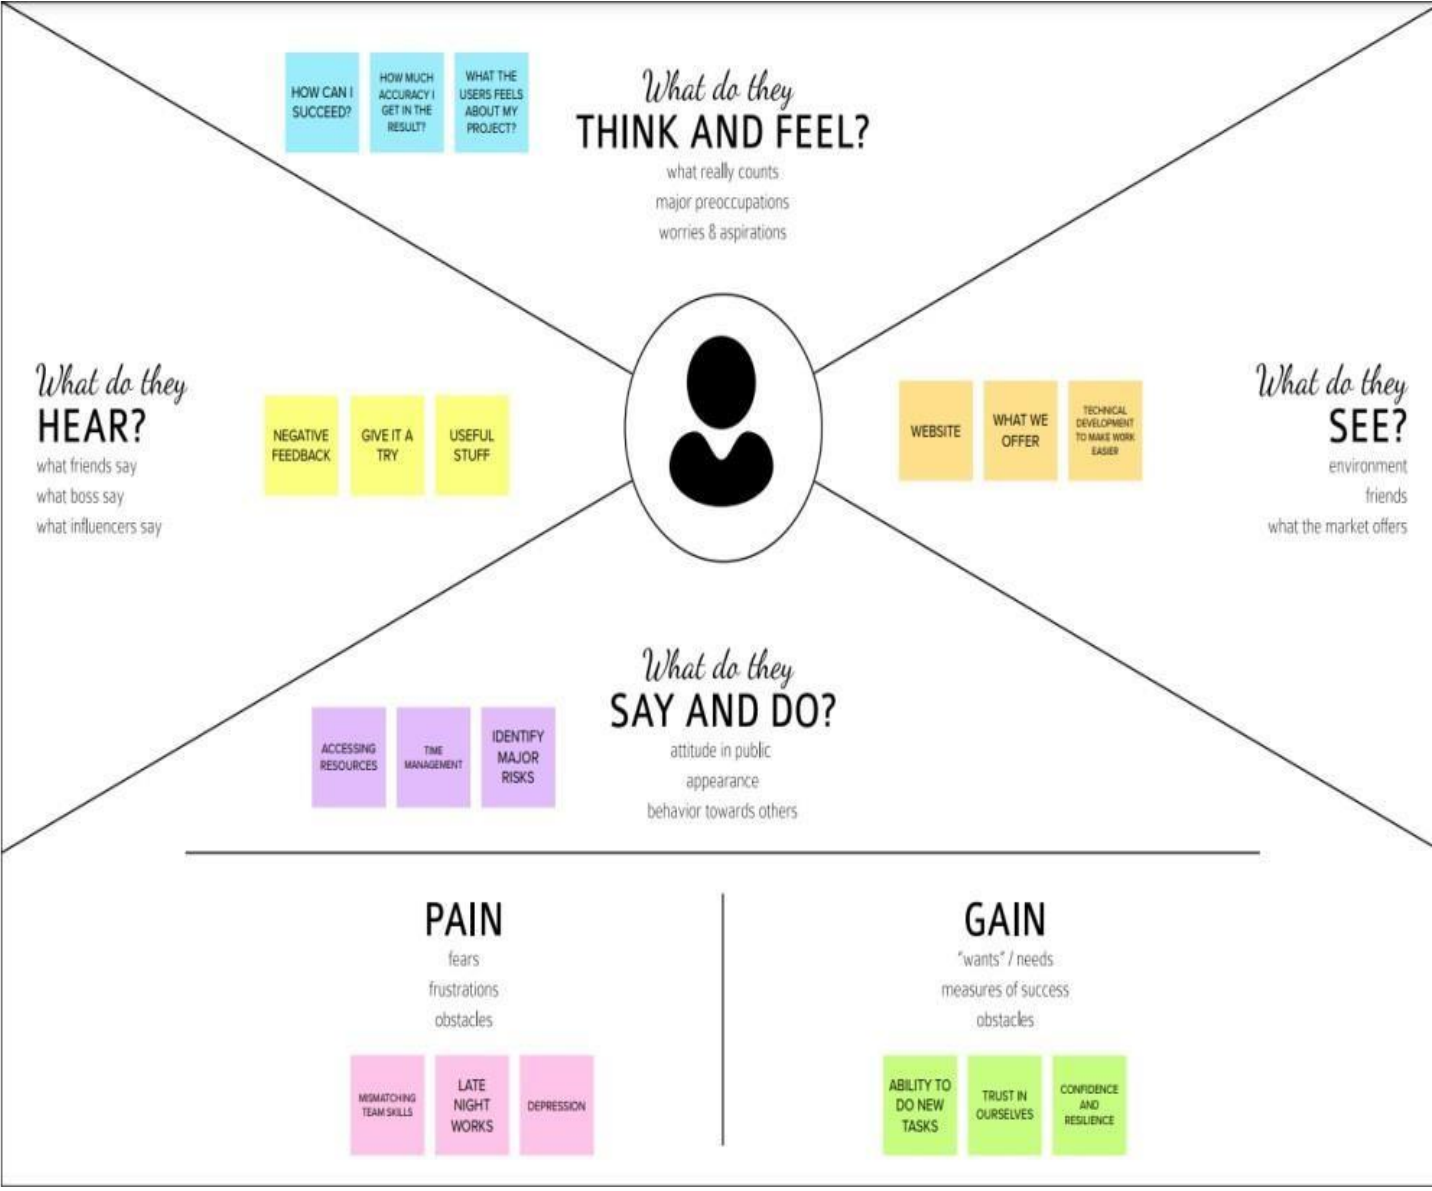 HOW CAN I
SUCCEED?
HOW MUCH
ACCURACY I
GET IN THE
RESULT?
WHAT THE
USERS FEELS
ABOUT MY
PROJECT?
What do they
THINK AND FEEL?
what really counts
major preoccupations
worries & aspirations
What do they
HEAR?
what friends say
what boss say
what influencers say
NEGATIVE
FEEDBACK
GIVE IT A
TRY
USEFUL
STUFF
WEBSITE
WHAT WE
OFFER
TECHNICAL
DEVELOPMENT
TO MAKE WORK
EASIER
What do they
SEE?
environment
friends
what the market offers
What do they
SAY AND DO?
attitude in public
appearance
behavior towards others
ACCESSING
RESOURCES
TIME
MANAGEMENT
IDENTIFY
MAJOR
RISKS
PAIN
fears
frustrations
obstacles
MISMATCHING
TEAM SKILLS
LATE
NIGHT
WORKS
DEPRESSION
GAIN
"wants" / needs
measures of success
obstacles
ABILITY TO
DO NEW
TASKS
TRUST IN
OURSELVES
CONFIDENCE
AND
RESILIENCE